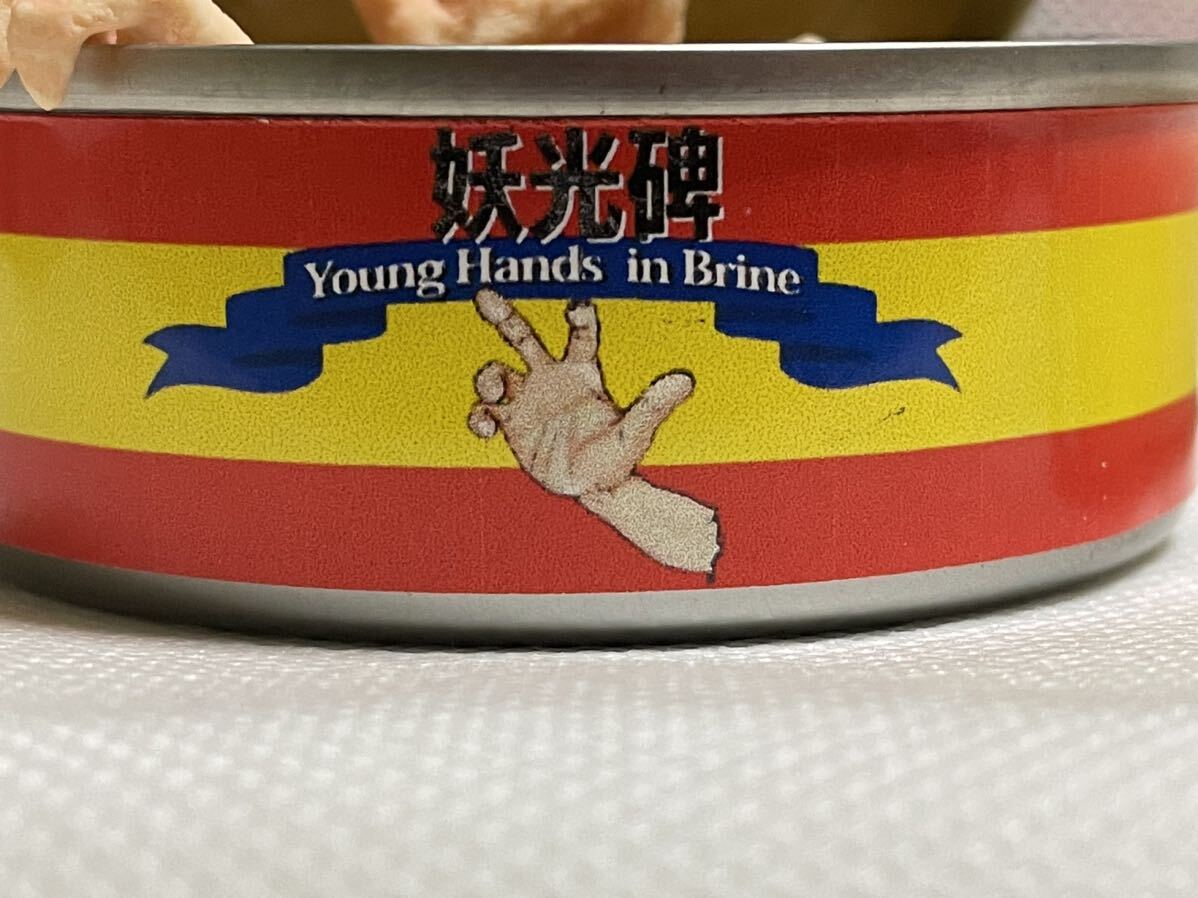 妖光碑
Young Hands in Brine